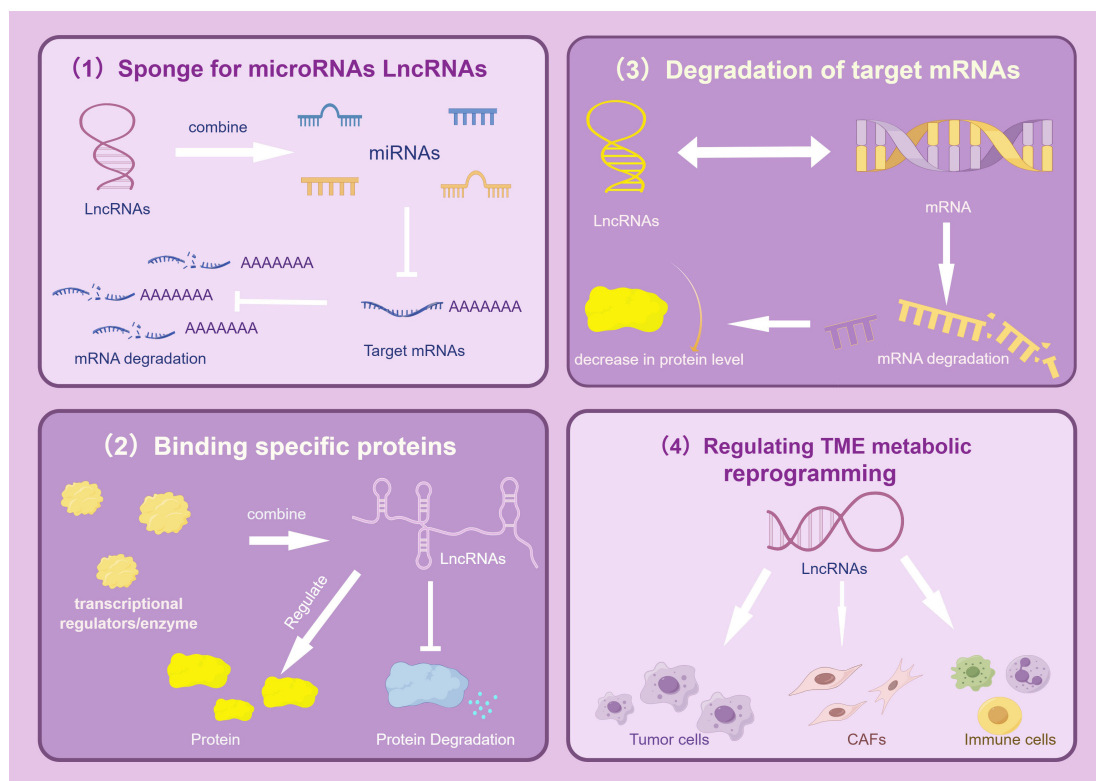 (1) Sponge for microRNAs LncRNAs
combine
miRNAs
LncRNAs
AAAAAAA
AAAAAAA
AAAAAAA
AAAAAAA
mRNA degradation
Target mRNAs
(2) Binding specific proteins
combine
LncRNAs
transcriptional
regulators/enzyme
Regulate
Protein
Protein Degradation
(3) Degradation of target mRNAs
LncRNAs
mRNA
decrease in protein level
mRNA degradation
(4) Regulating TME metabolic
reprogramming
LncRNAs
Tumor cells
CAFs
Immune cells